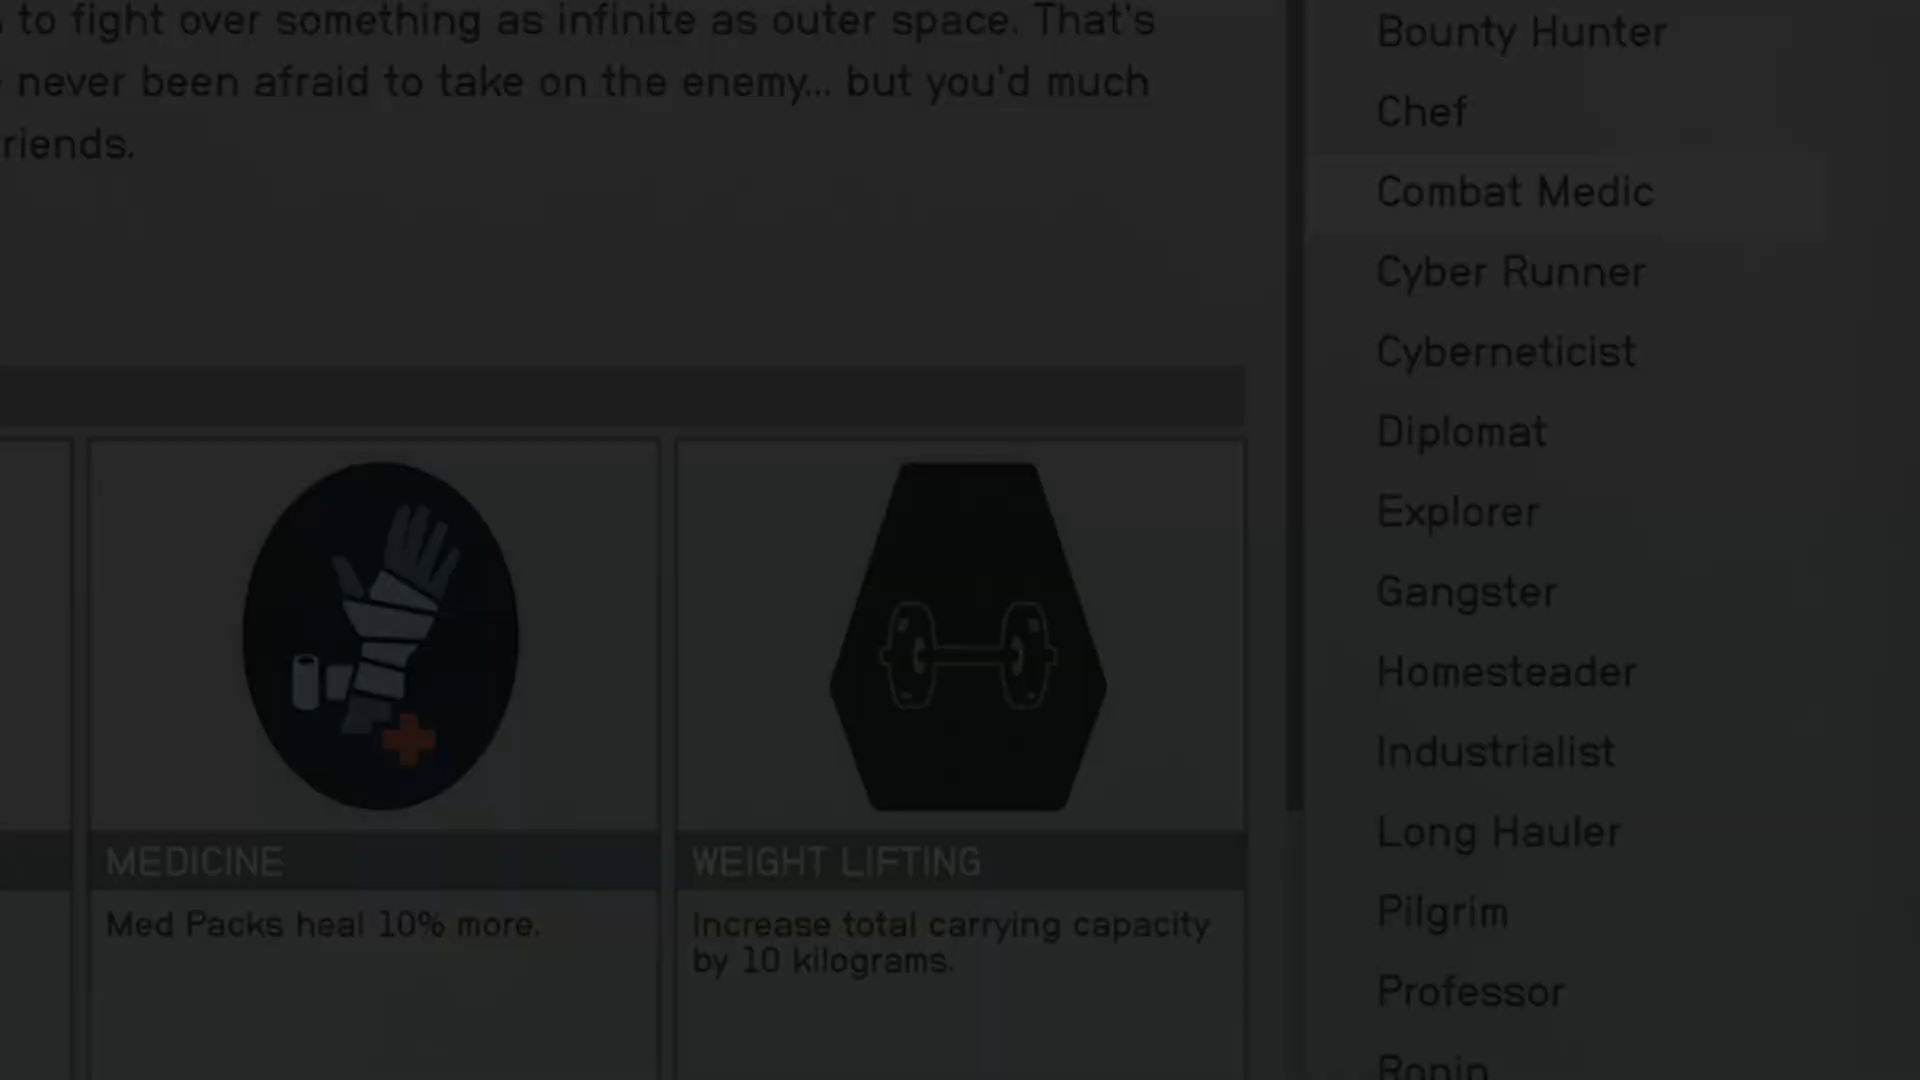 to fight over something as infinite as outer space. That's
never been afraid to take on the enemy... but you'd much
riends.
MEDICINE
Med Packs heal 10% more.
WEIGHT LIFTING
Increase total carrying capacity
by 10 kilograms.
Bounty Hunter
Chef
Combat Medic
Cyber Runner
Cyberneticist
Diplomat
Explorer
Gangster
Homesteader
Industrialist
Long Hauler
Pilgrim
Professor
Ronin